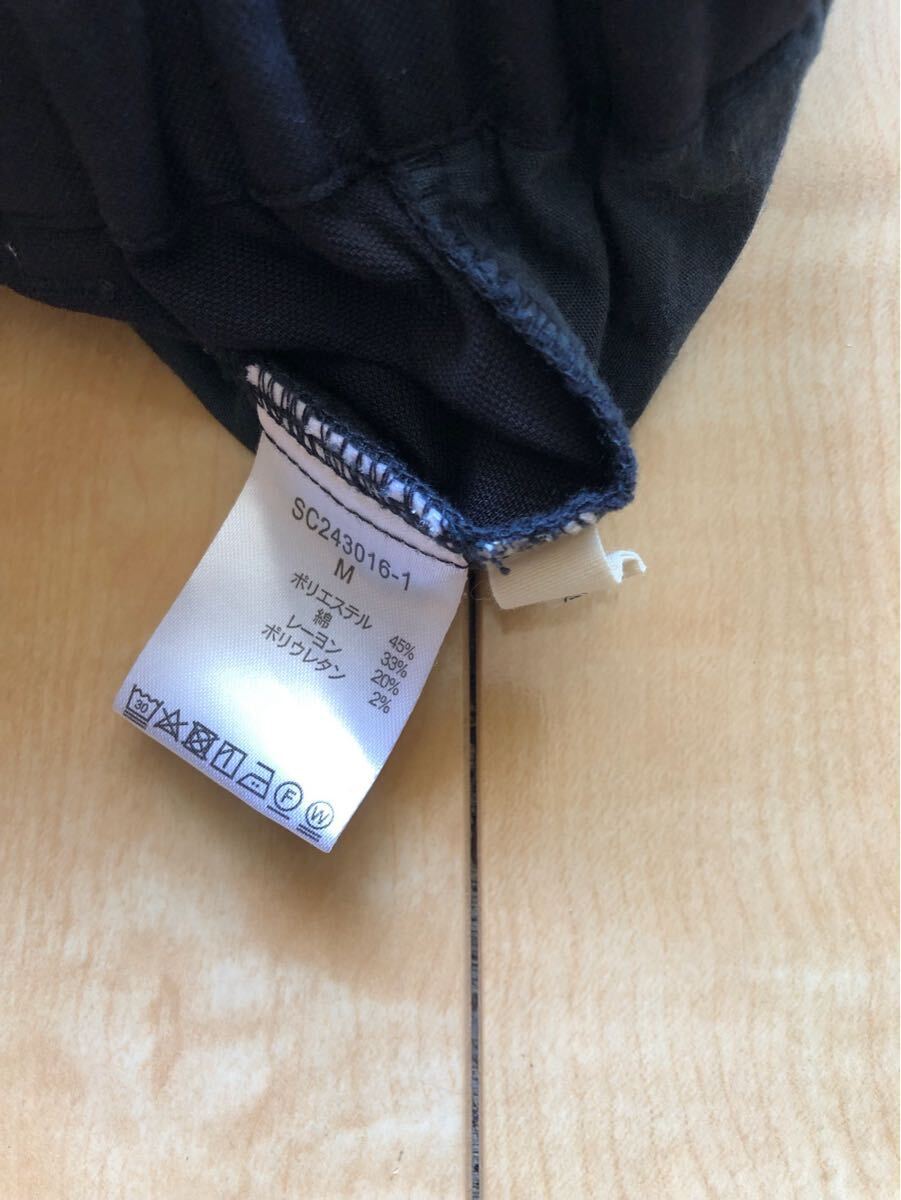 SC243016-1
M
ポリエステル 45%
綿 33%
レーヨン 20%
ポリウレタン 2%
30 F W